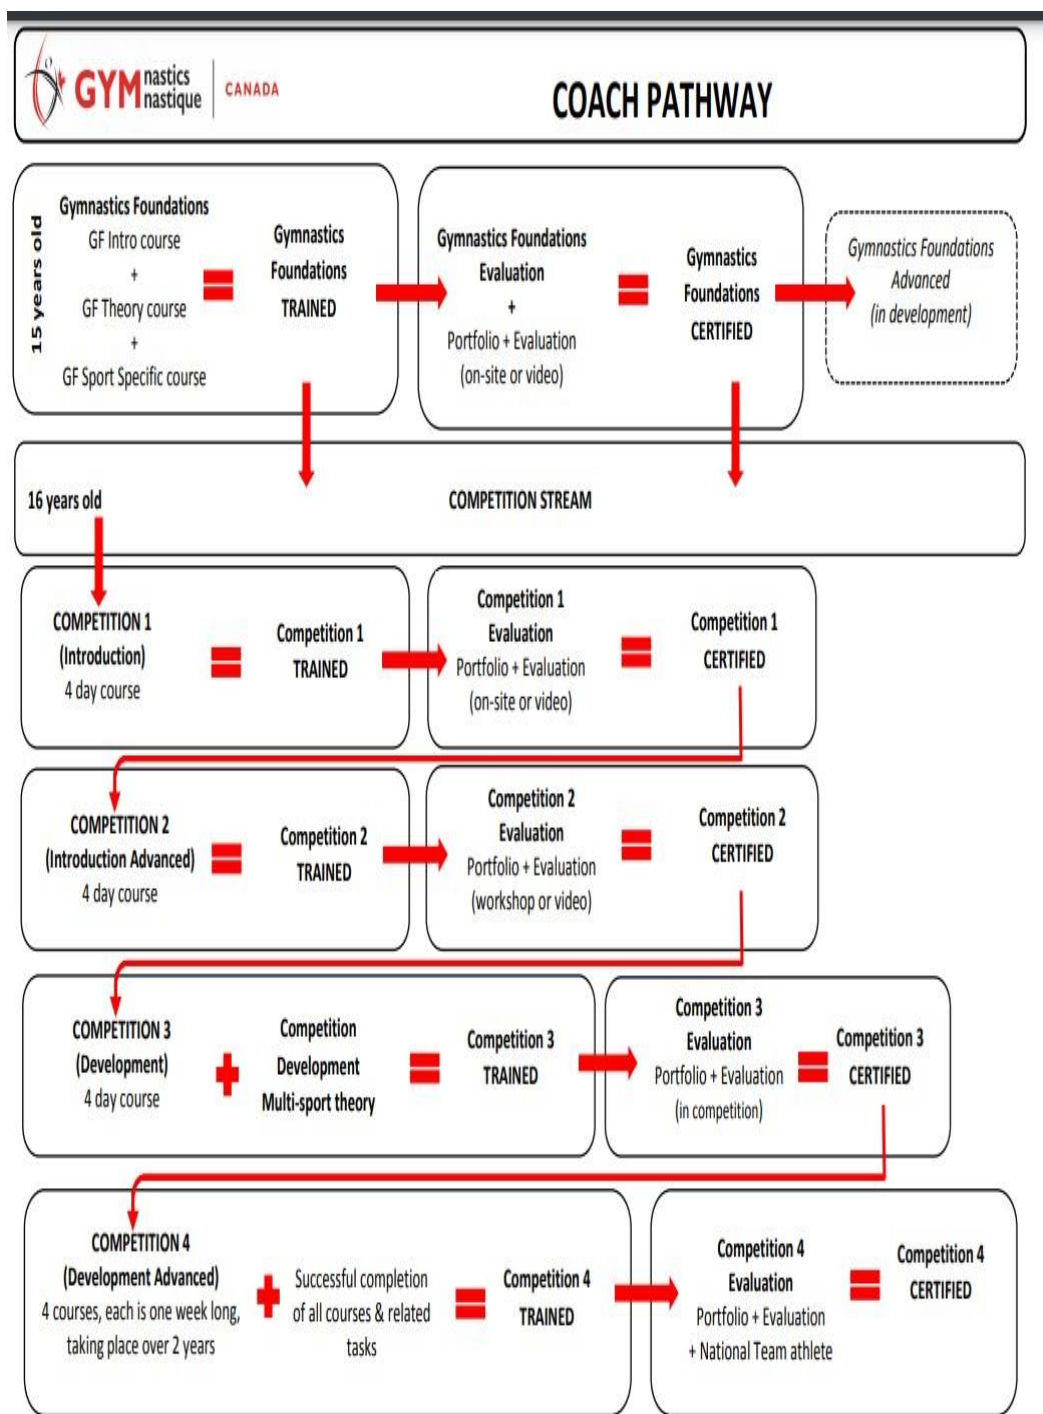 GYM nastics
nastique
CANADA
COACH PATHWAY
15 years old
Gymnastics Foundations
GF Intro course
+
GF Theory course
+
GF Sport Specific course
Gymnastics
Foundations
TRAINED
Gymnastics Foundations
Evaluation
+
Portfolio + Evaluation
(on-site or video)
Gymnastics
Foundations
CERTIFIED
Gymnastics Foundations
Advanced
(in development)
16 years old
COMPETITION STREAM
COMPETITION 1
(Introduction)
4 day course
Competition 1
TRAINED
Competition 1
Evaluation
Portfolio + Evaluation
(on-site or video)
Competition 1
CERTIFIED
COMPETITION 2
(Introduction Advanced)
4 day course
Competition 2
TRAINED
Competition 2
Evaluation
Portfolio + Evaluation
(workshop or video)
Competition 2
CERTIFIED
COMPETITION 3
(Development)
4 day course
Competition
Development
Multi-sport theory
Competition 3
TRAINED
Competition 3
Evaluation
Portfolio + Evaluation
(in competition)
Competition 3
CERTIFIED
COMPETITION 4
(Development Advanced)
4 courses, each is one week long,
taking place over 2 years
Successful completion
of all courses & related
tasks
Competition 4
TRAINED
Competition 4
Evaluation
Portfolio + Evaluation
+ National Team athlete
Competition 4
CERTIFIED